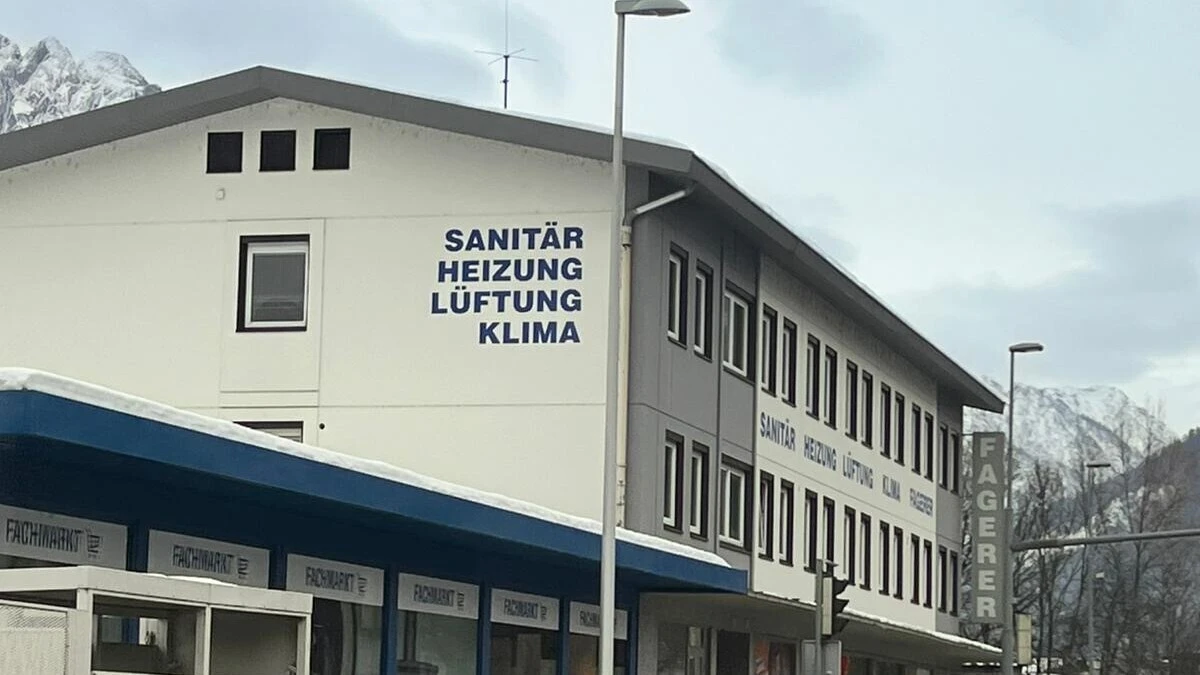 SANITÄR
HEIZUNG
LÜFTUNG
KLIMA
SANITÄR HEIZUNG LÜFTUNG KLIMA FAGERER
FAGERER
FACHMARKT
FACHMARKT
FACHMARKT
FACHMARKT
FACHMARKT
FACHMARKT